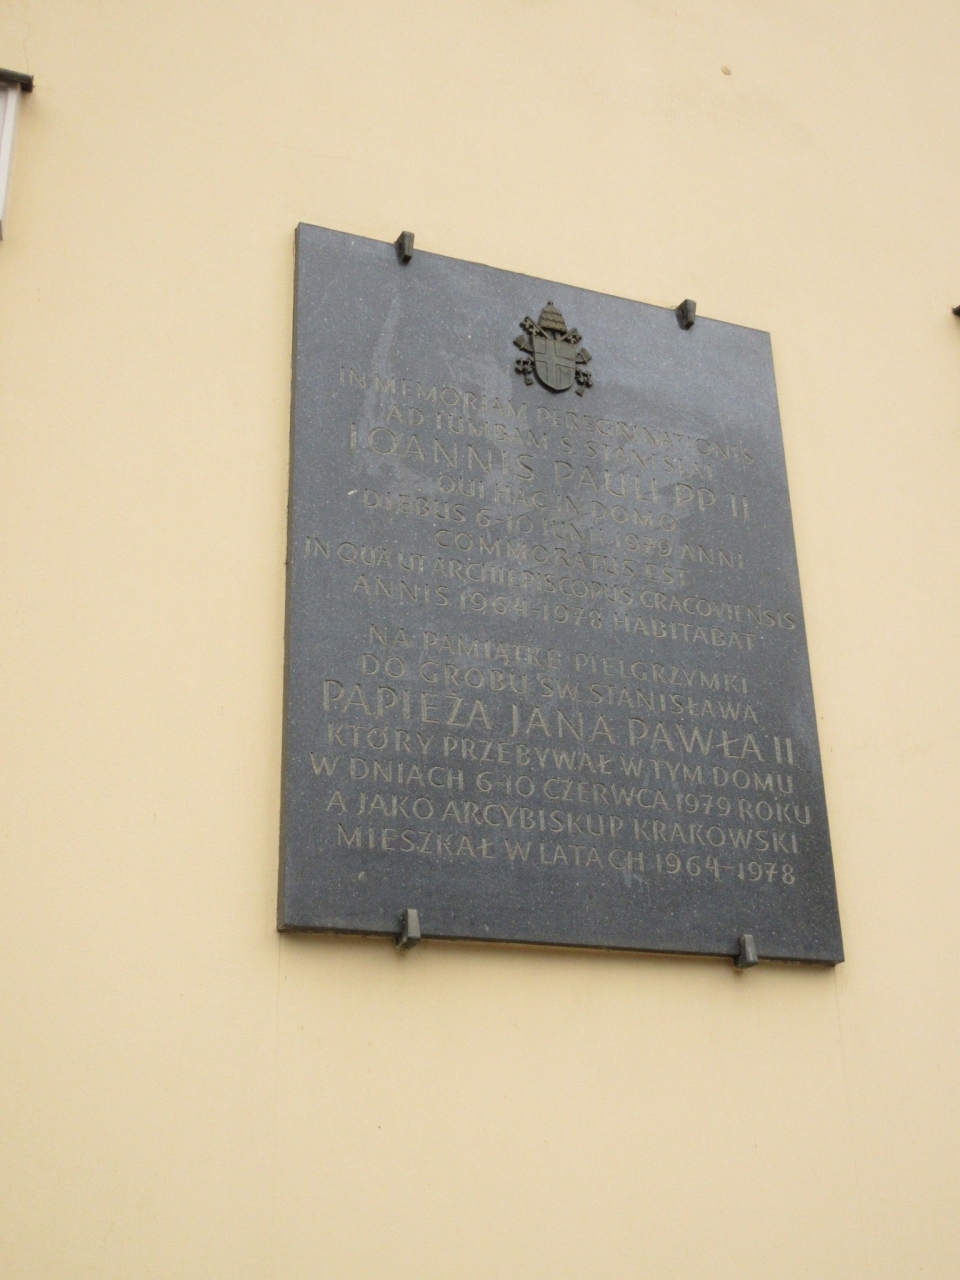 IN MEMORIAM PEREGRINATIONIS
AD TUMBAM S. STANISLAI
IOANNIS PAULI PP II
QUI HAC IN DOMO
DIEBUS 6-10 IUNII 1979 ANNI
COMMORATUS EST
IN QUA UT ARCHIEPISCOPUS CRACOVIENSIS
ANNIS 1964-1978 HABITABAT
NA PAMIĄTKĘ PIELGRZYMKI
DO GROBU ŚW. STANISŁAWA
PAPIEŻA JANA PAWŁA II
KTÓRY PRZEBYWAŁ W TYM DOMU
W DNIACH 6-10 CZERWCA 1979 ROKU
A JAKO ARCYBISKUP KRAKOWSKI
MIESZKAŁ W LATACH 1964-1978